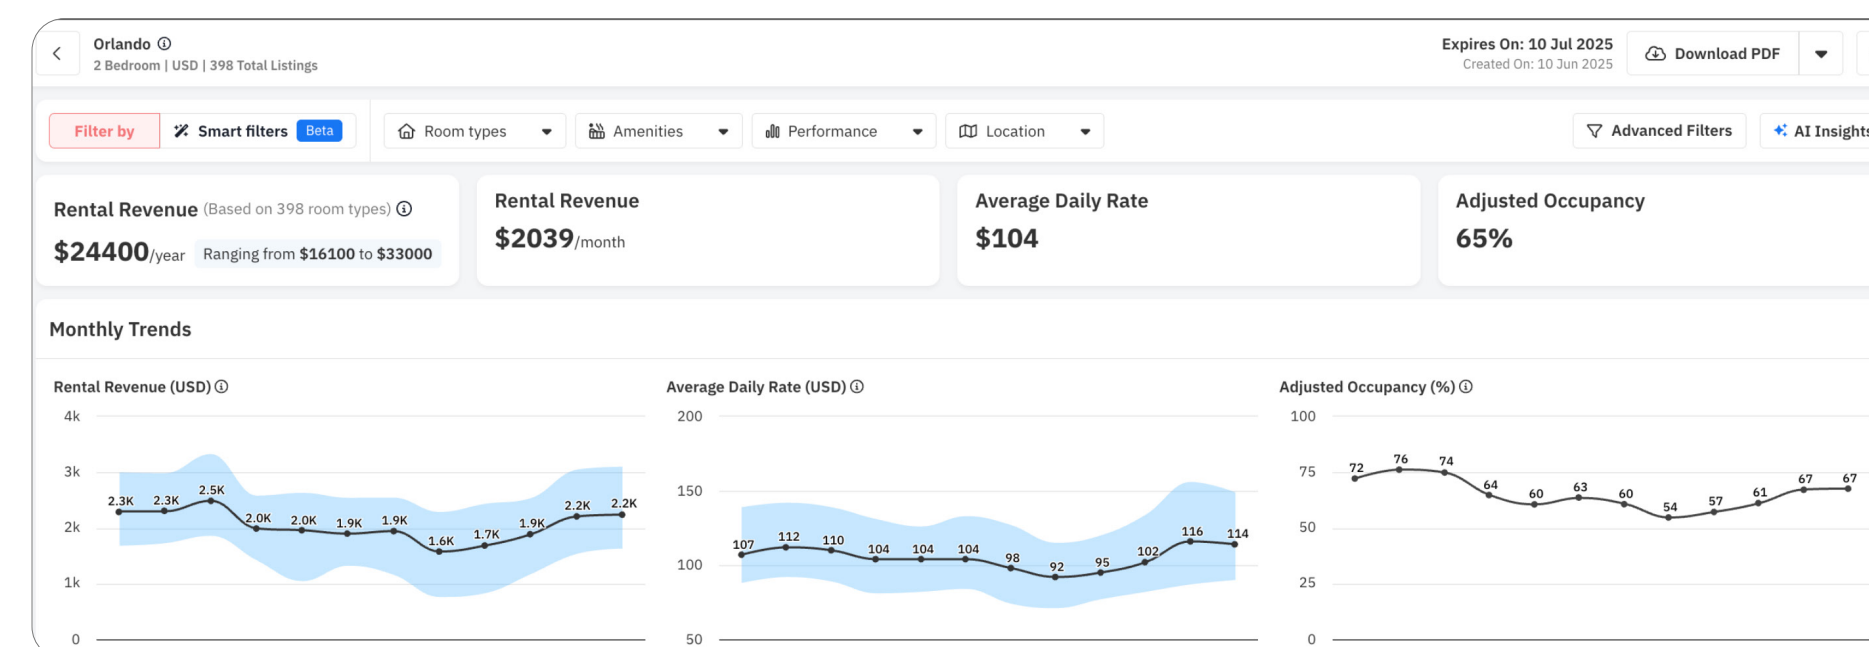 Orlando
2 Bedroom | USD | 398 Total Listings
Expires On: 10 Jul 2025
Created On: 10 Jun 2025
Download PDF
Filter by
Smart filters Beta
Room types
Amenities
Performance
Location
Advanced Filters
AI Insights
Rental Revenue (Based on 398 room types)
$24400/year Ranging from $16100 to $33000
Rental Revenue
$2039/month
Average Daily Rate
$104
Adjusted Occupancy
65%
Monthly Trends
Rental Revenue (USD)
4k
3k
2k
1k
0
2.3K 2.3K 2.5K 2.0K 2.0K 1.9K 1.9K 1.6K 1.7K 1.9K 2.2K 2.2K
Average Daily Rate (USD)
200
150
100
50
107 112 110 104 104 104 98 92 95 102 116 114
Adjusted Occupancy (%)
100
75
50
25
0
72 76 74 64 60 63 60 54 57 61 67 67